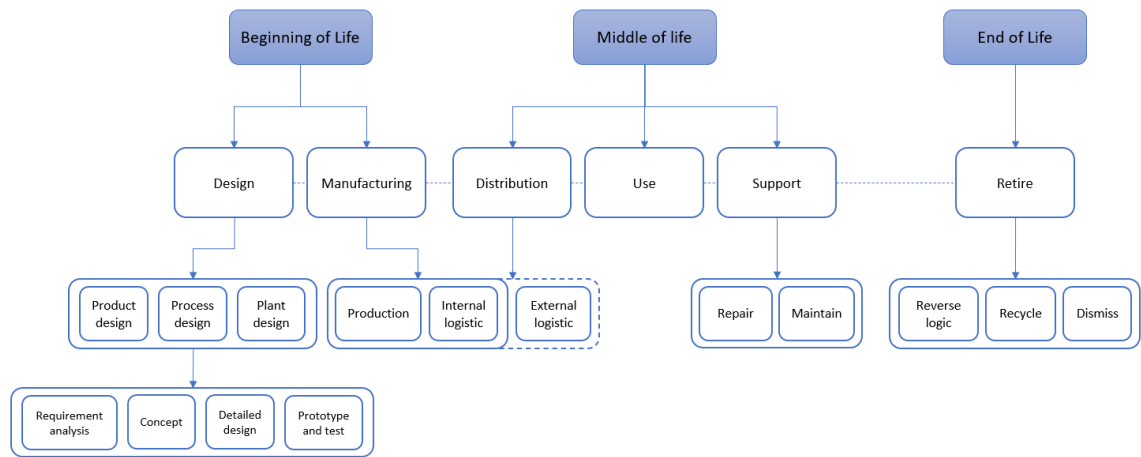 Beginning of Life
Middle of life
End of Life
Design
Manufacturing
Distribution
Use
Support
Retire
Product
design
Process
design
Plant
design
Production
Internal
logistic
External
logistic
Repair
Maintain
Reverse
logic
Recycle
Dismiss
Requirement
analysis
Concept
Detailed
design
Prototype
and test